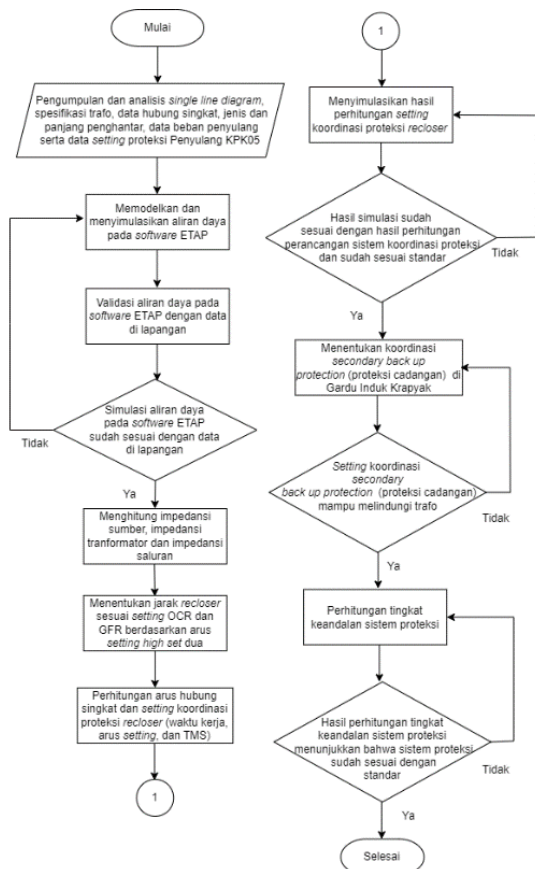 Mulai
Pengumpulan dan analisis single line diagram,
spesifikasi trafo, data hubung singkat, jenis dan
panjang penghantar, data beban penyulang
serta data setting proteksi Penyulang KPK05
Memodelkan dan
menyimulasikan aliran daya
pada software ETAP
Validasi aliran daya pada
software ETAP dengan data
di lapangan
Simulasi aliran daya
pada software ETAP
sudah sesuai dengan data
di lapangan
Tidak
Ya
Menghitung impedansi
sumber, impedansi
tranformator dan impedansi
saluran
Menentukan jarak recloser
sesuai setting OCR dan
GFR berdasarkan arus
setting high set dua
Perhitungan arus hubung
singkat dan setting koordinasi
proteksi recloser (waktu kerja,
arus setting, dan TMS)
1
1
Menyimulasikan hasil
perhitungan setting
koordinasi proteksi recloser
Hasil simulasi sudah
sesuai dengan hasil perhitungan
perancangan sistem koordinasi proteksi
dan sudah sesuai standar
Tidak
Ya
Menentukan koordinasi
secondary back up
protection (proteksi cadangan) di
Gardu Induk Krapyak
Setting koordinasi
secondary
back up protection (proteksi cadangan)
mampu melindungi trafo
Tidak
Ya
Perhitungan tingkat
keandalan sistem proteksi
Hasil perhitungan tingkat
keandalan sistem proteksi
menunjukkan bahwa sistem proteksi
sudah sesuai dengan
standar
Tidak
Ya
Selesai